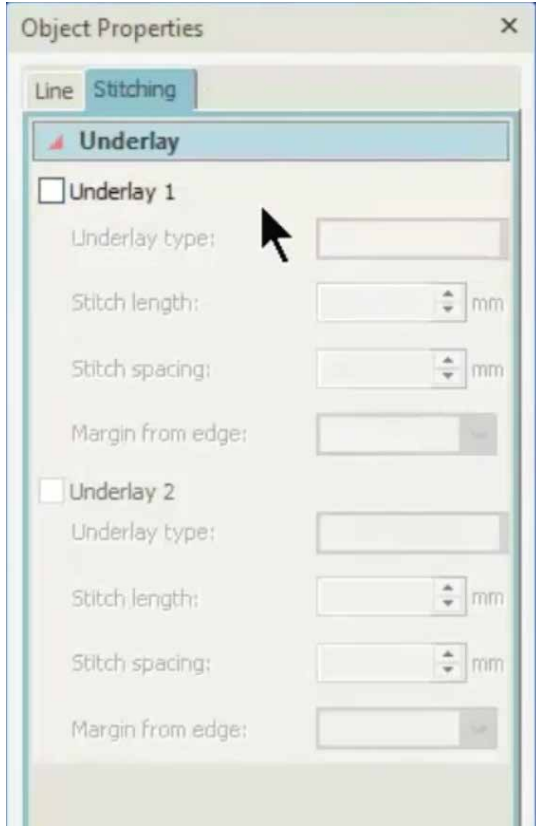 Object Properties
Line Stitching
Underlay
Underlay 1
Underlay type:
Stitch length: mm
Stitch spacing: mm
Margin from edge:
Underlay 2
Underlay type:
Stitch length: mm
Stitch spacing: mm
Margin from edge: